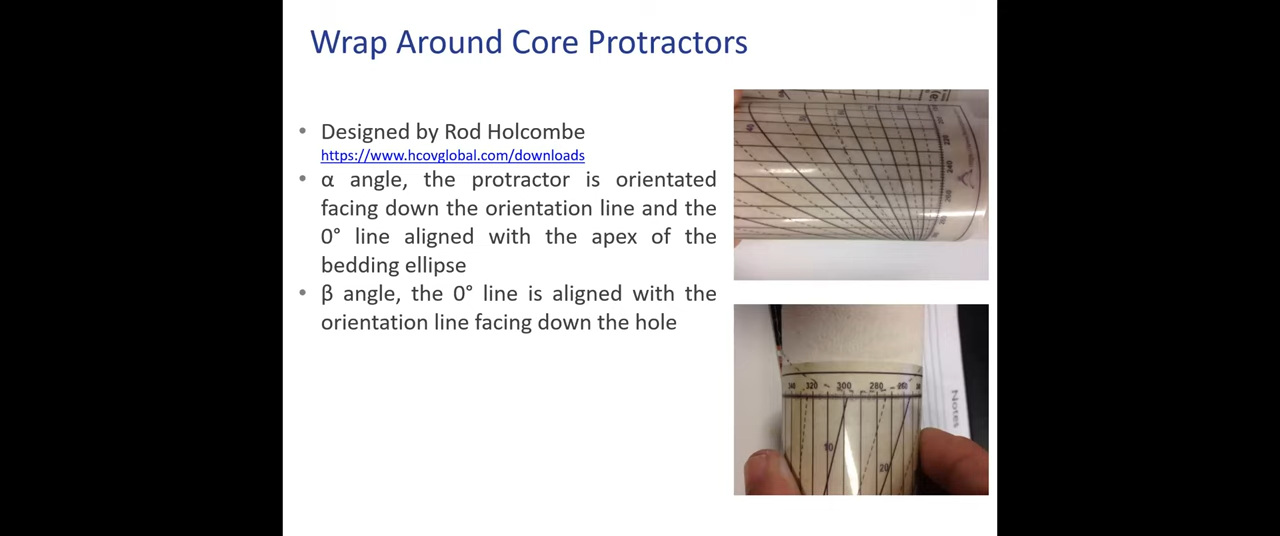 Wrap Around Core Protractors
• Designed by Rod Holcombe
https://www.hcovglobal.com/downloads
• α angle, the protractor is orientated
facing down the orientation line and the
0° line aligned with the apex of the
bedding ellipse
• β angle, the 0° line is aligned with the
orientation line facing down the hole
320 300 280 260
10
20
Notes